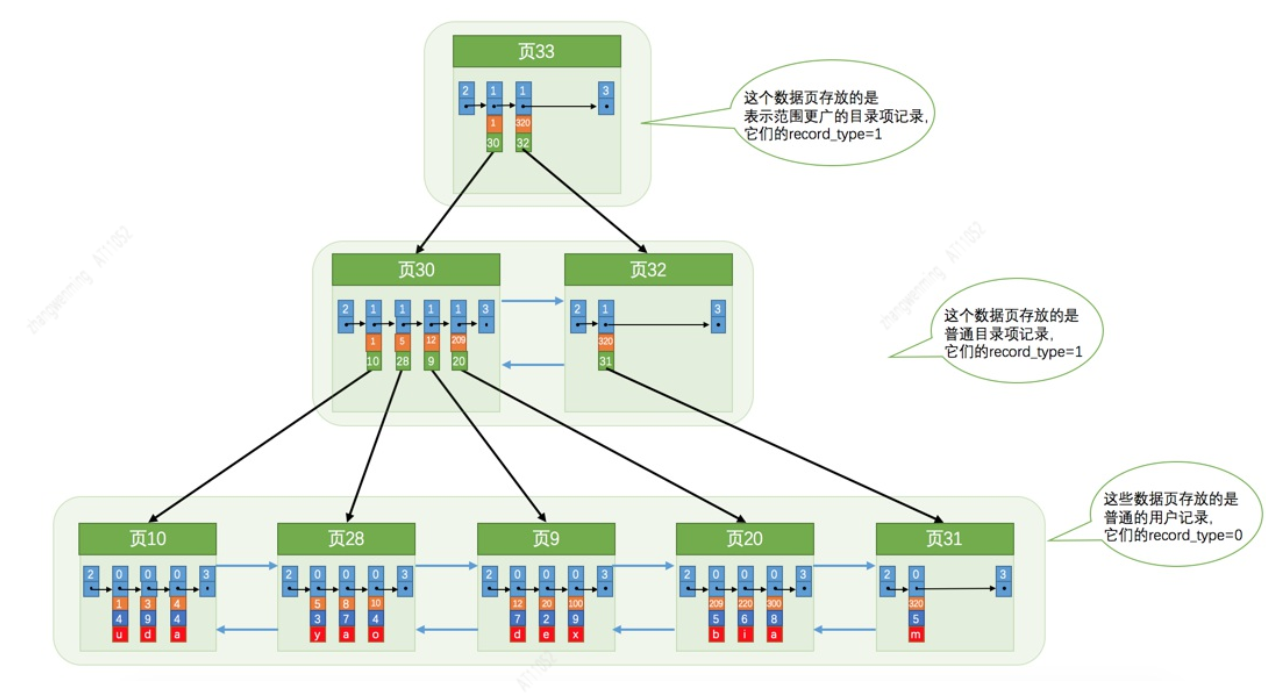 页33
2 1 1 3
1 320
30 32
这个数据页存放的是
表示范围更广的目录项记录,
它们的record_type=1
页30
2 1 1 1 1 3
1 5 12 209
10 28 9 20
页32
2 1 3
320
31
这个数据页存放的是
普通目录项记录,
它们的record_type=1
页10
2 0 0 0 3
1 3 4
4 9 4
u d a
页28
2 0 0 0 3
5 8 10
3 7 4
y a o
页9
2 0 0 0 3
12 20 100
7 2 9
d e x
页20
2 0 0 0 3
209 220 300
5 6 8
b i a
页31
2 0 3
320
5
m
这些数据页存放的是
普通的用户记录,
它们的record_type=0
zhangwenming AT11052
zhangwenming AT11052
AT11052